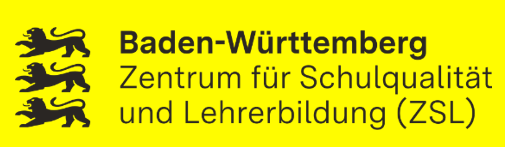 Baden-Württemberg
Zentrum für Schulqualität
und Lehrerbildung (ZSL)